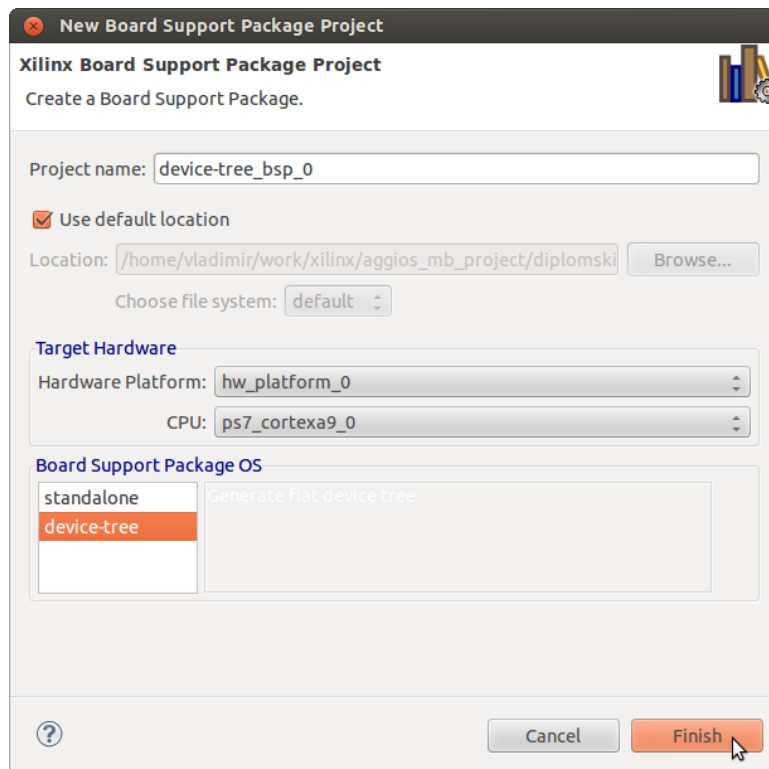 New Board Support Package Project
Xilinx Board Support Package Project
Create a Board Support Package.
Project name: device-tree_bsp_0
Use default location
Location: /home/vladimir/work/xilinx/aggios_mb_project/diplomski Browse...
Choose file system: default
Target Hardware
Hardware Platform: hw_platform_0
CPU: ps7_cortexa9_0
Board Support Package OS
standalone Generate flat device tree
device-tree
? Cancel Finish